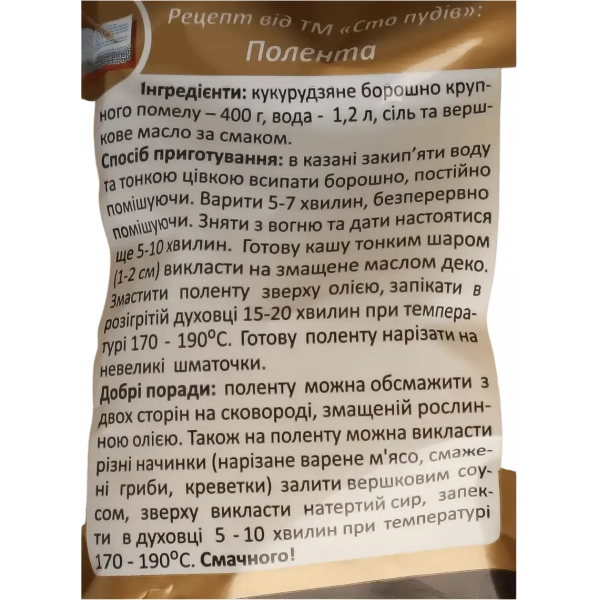 Рецепт від ТМ «Сто пудів»:
Полента
Інгредієнти: кукурудзяне борошно круп-
ного помелу – 400 г, вода - 1,2 л, сіль та верш-
кове масло за смаком.
Спосіб приготування: в казані закип’яти воду
та тонкою цівкою всипати борошно, постійно
помішуючи. Варити 5-7 хвилин, безперервно
помішуючи. Зняти з вогню та дати настоятися
ще 5-10 хвилин. Готову кашу тонким шаром
(1-2 см) викласти на змащене маслом деко.
Змастити поленту зверху олією, запікати в
розігрітій духовці 15-20 хвилин при темпера-
турі 170 - 190⁰С. Готову поленту нарізати на
невеликі шматочки.
Добрі поради: поленту можна обсмажити з
двох сторін на сковороді, змащеній рослин-
ною олією. Також на поленту можна викласти
різні начинки (нарізане варене м'ясо, смаже-
ні гриби, креветки) залити вершковим соу-
сом, зверху викласти натертий сир, запек-
ти в духовці 5 - 10 хвилин при температурі
170 - 190⁰С. Смачного!